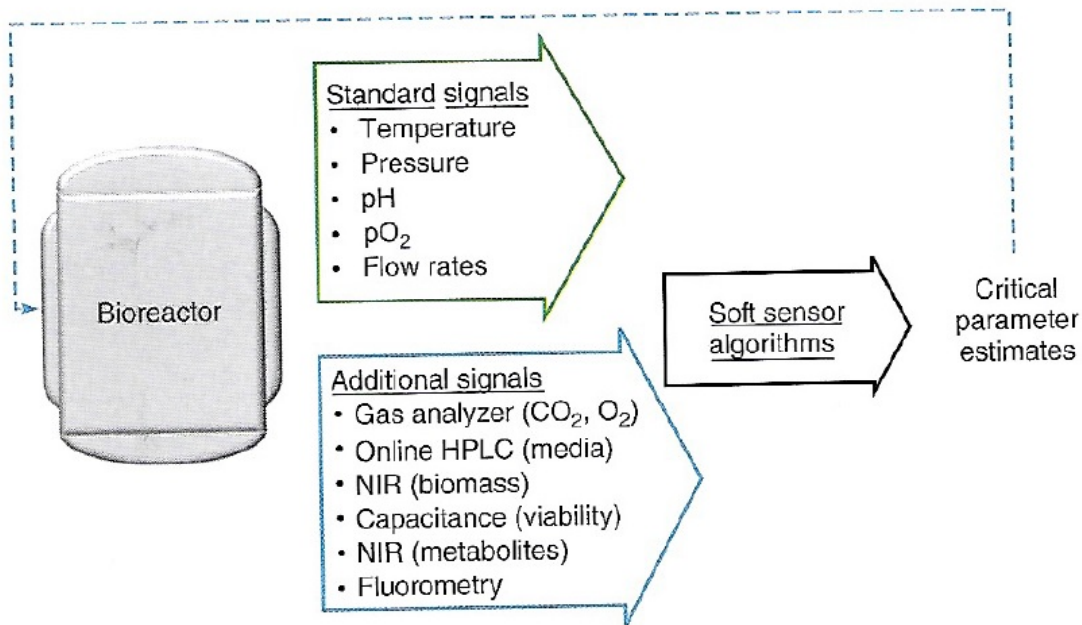 Bioreactor
Standard signals
• Temperature
• Pressure
• pH
• pO₂
• Flow rates
Additional signals
• Gas analyzer (CO₂, O₂)
• Online HPLC (media)
• NIR (biomass)
• Capacitance (viability)
• NIR (metabolites)
• Fluorometry
Soft sensor
algorithms
Critical
parameter
estimates